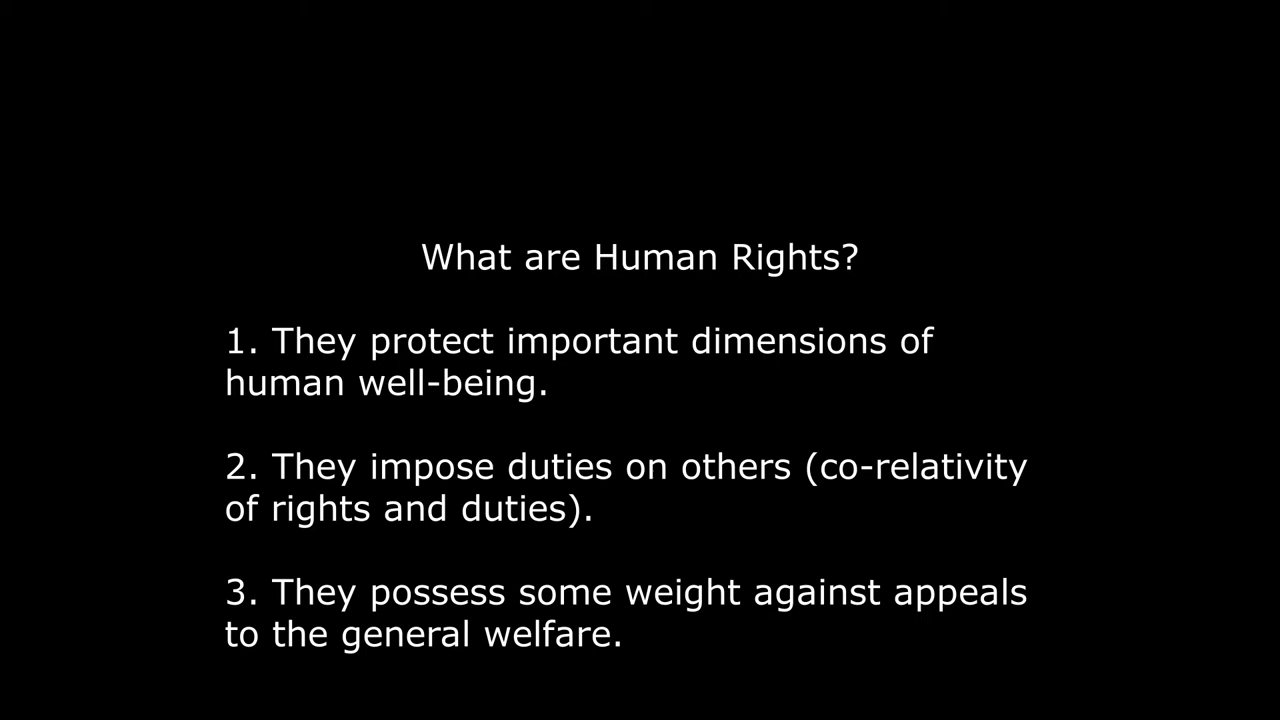 What are Human Rights?
1. They protect important dimensions of
human well-being.
2. They impose duties on others (co-relativity
of rights and duties).
3. They possess some weight against appeals
to the general welfare.